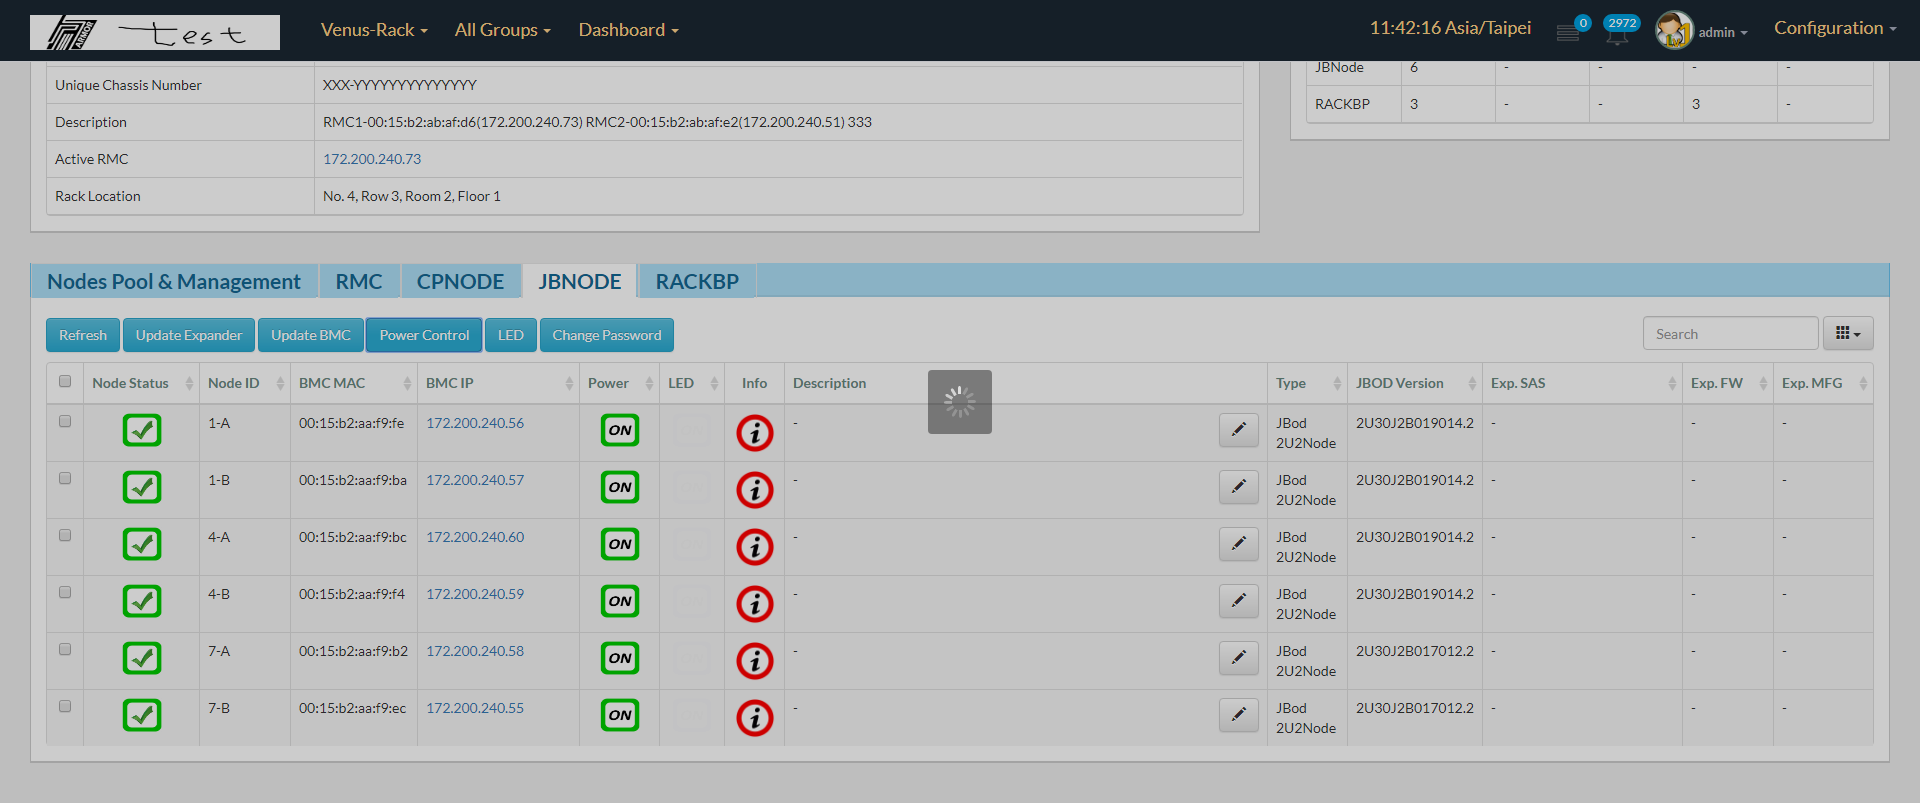 ARMOR test Venus-Rack All Groups Dashboard 11:42:16 Asia/Taipei 0 2972 admin Configuration
JBNode 6 - - - -
Unique Chassis Number XXX-YYYYYYYYYYYYYY
RACKBP 3 - - 3 -
Description RMC1-00:15:b2:ab:af:d6(172.200.240.73) RMC2-00:15:b2:ab:af:e2(172.200.240.51) 333
Active RMC 172.200.240.73
Rack Location No. 4, Row 3, Room 2, Floor 1
Nodes Pool & Management RMC CPNODE JBNODE RACKBP
Refresh Update Expander Update BMC Power Control LED Change Password Search
Node Status Node ID BMC MAC BMC IP Power LED Info Description Type JBOD Version Exp. SAS Exp. FW Exp. MFG
1-A 00:15:b2:aa:f9:fe 172.200.240.56 ON i - JBod 2U30J2B019014.2 - - -
2U2Node
1-B 00:15:b2:aa:f9:ba 172.200.240.57 ON i - JBod 2U30J2B019014.2 - - -
2U2Node
4-A 00:15:b2:aa:f9:bc 172.200.240.60 ON i - JBod 2U30J2B019014.2 - - -
2U2Node
4-B 00:15:b2:aa:f9:f4 172.200.240.59 ON i - JBod 2U30J2B019014.2 - - -
2U2Node
7-A 00:15:b2:aa:f9:b2 172.200.240.58 ON i - JBod 2U30J2B017012.2 - - -
2U2Node
7-B 00:15:b2:aa:f9:ec 172.200.240.55 ON i - JBod 2U30J2B017012.2 - - -
2U2Node